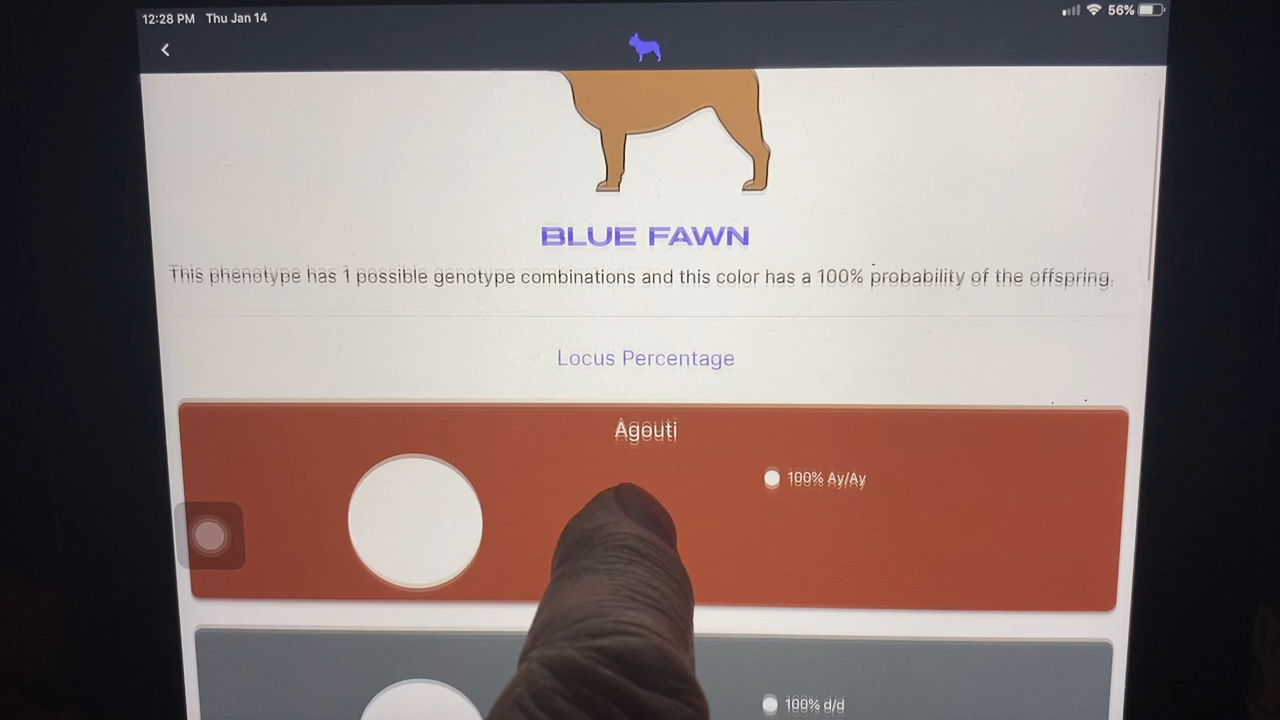 12:28 PM Thu Jan 14
56%
BLUE FAWN
This phenotype has 1 possible genotype combinations and this color has a 100% probability of the offspring.
Locus Percentage
Agouti
100% Ay/Ay
100% d/d